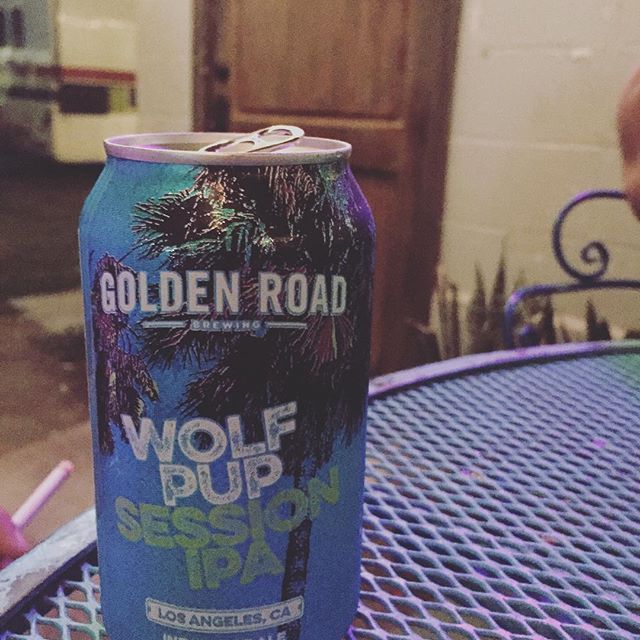 GOLDEN ROAD
BREWING
WOLF
PUP
SESSION
IPA
LOS ANGELES, CA